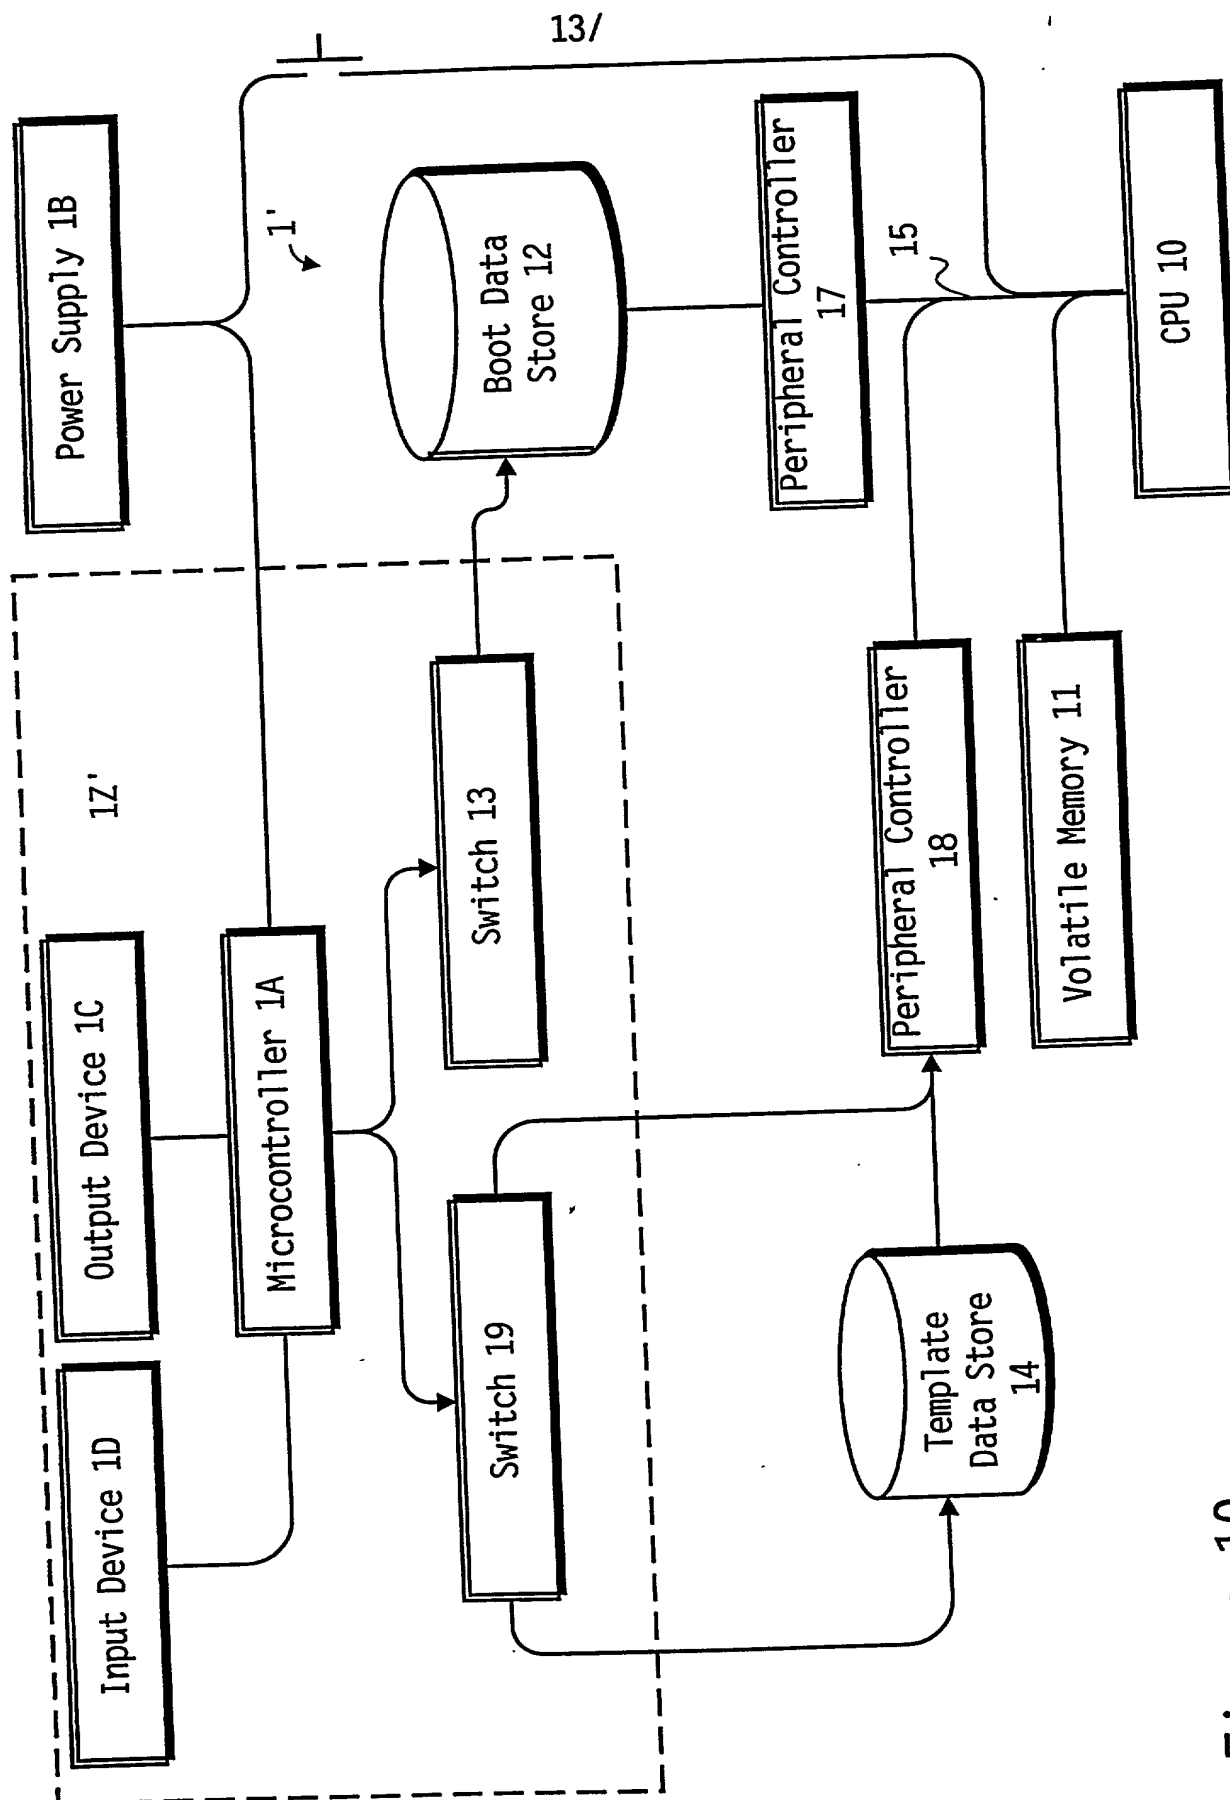 13/
Power Supply 1B
1'
Boot Data
Store 12
Peripheral Controller
17
15
CPU 10
1Z'
Output Device 1C
Microcontroller 1A
Switch 13
Peripheral Controller
18
Volatile Memory 11
Input Device 1D
Switch 19
Template
Data Store
14